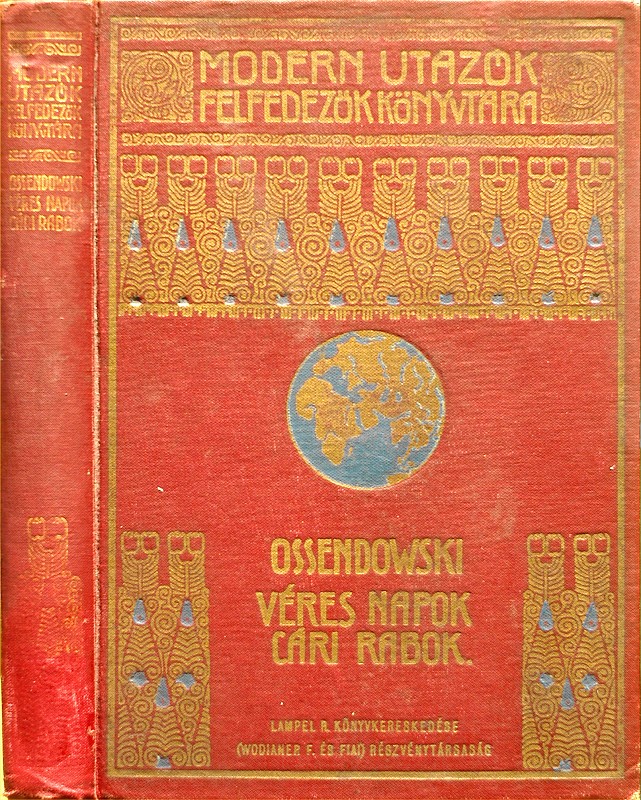 MODERN
UTAZÓK
FELFEDEZŐK
KÖNYVTÁRA
OSSENDOWSKI
VÉRES NAPOK
CÁRI RABOK
MODERN UTAZÓK
FELFEDEZŐK KÖNYVTÁRA
OSSENDOWSKI
VÉRES NAPOK
CÁRI RABOK.
LAMPEL R. KÖNYVKERESKEDÉSE
(WODIANER F. ÉS FIAI) RÉSZVÉNYTÁRSASÁG